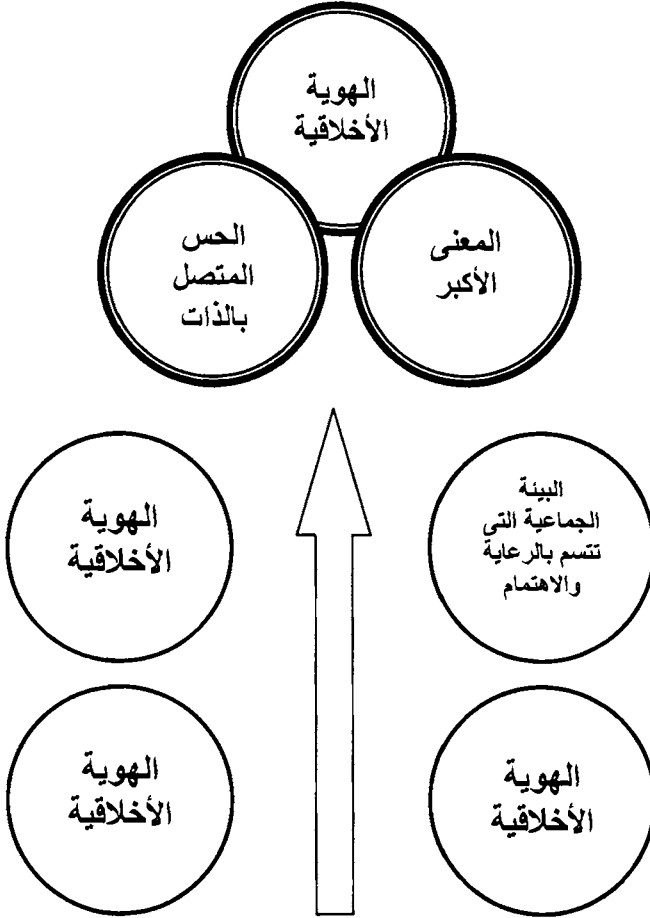 الهوية
الأخلاقية
المعنى
الأكبر
الحس
المتصل
بالذات
البيئة
الجماعية التى
تتسم بالرعاية
والاهتمام
الهوية
الأخلاقية
الهوية
الأخلاقية
الهوية
الأخلاقية